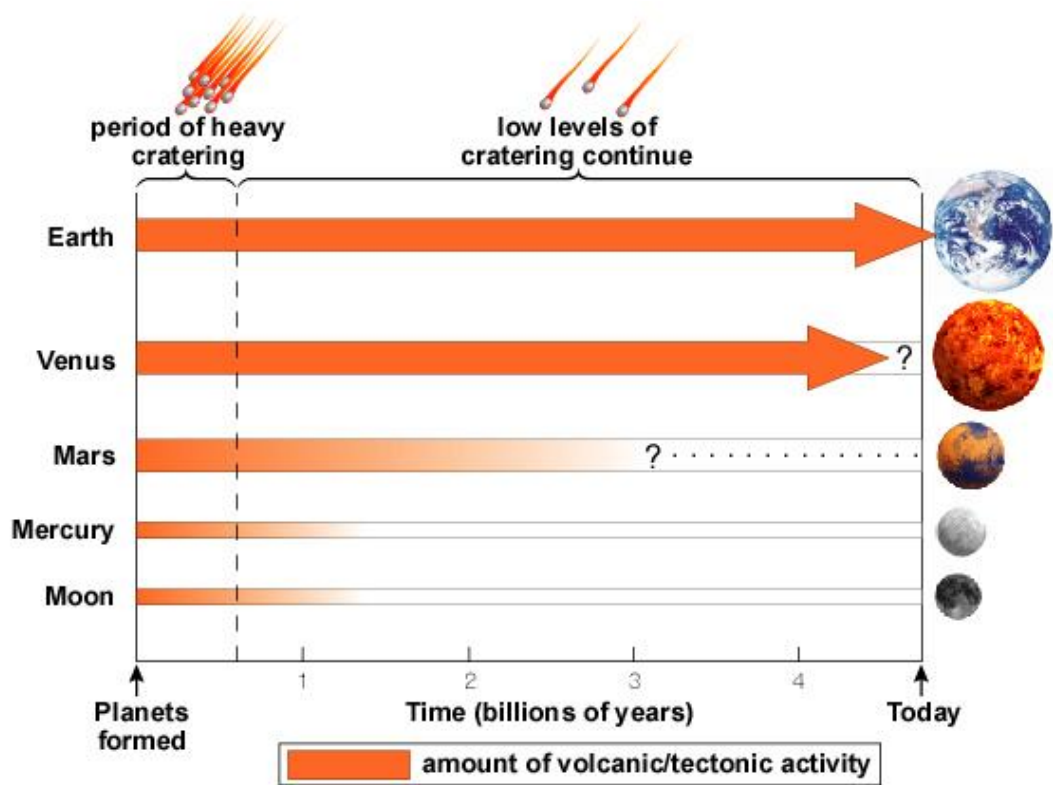 period of heavy
cratering
low levels of
cratering continue
Earth
Venus
?
Mars
?
Mercury
Moon
1
2
3
4
Planets
formed
Time (billions of years)
Today
amount of volcanic/tectonic activity